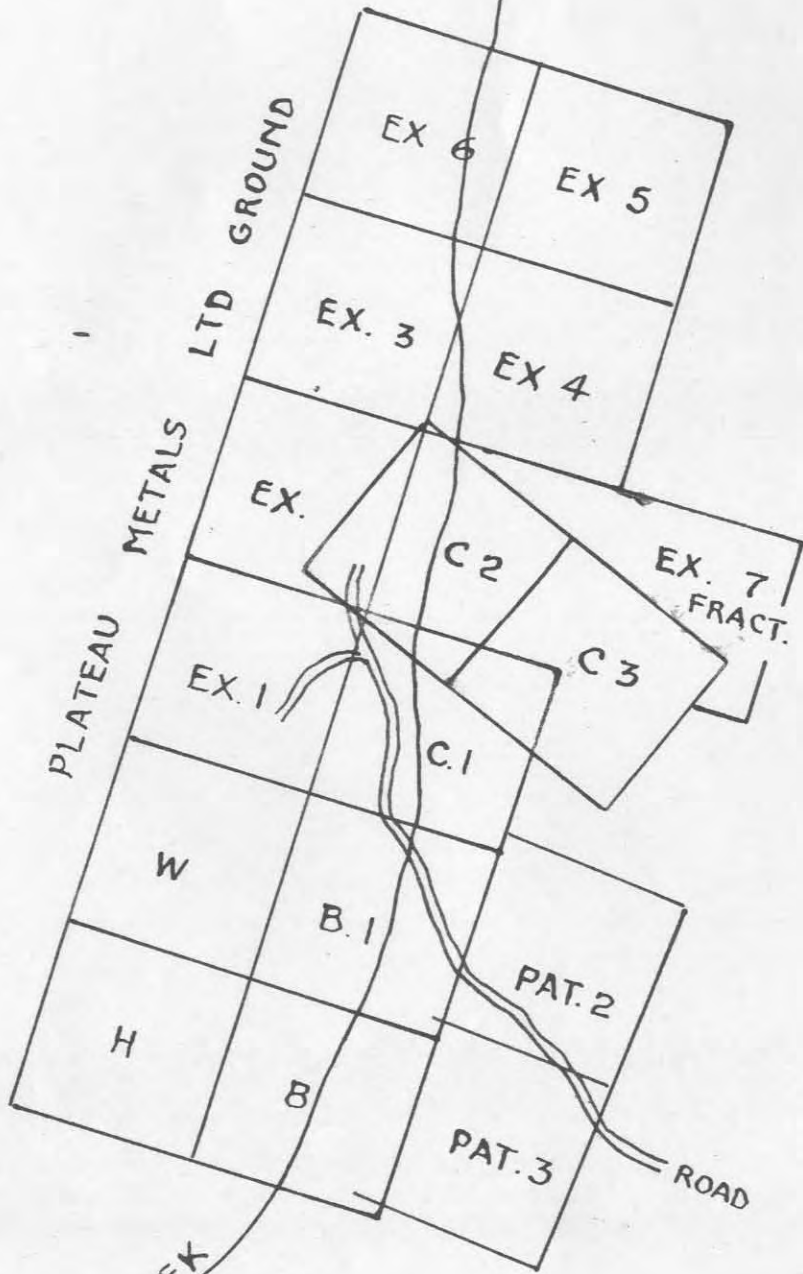 EX 6
EX 5
PLATEAU METALS LTD GROUND
EX. 3
EX 4
EX.
C 2
EX. 7
FRACT.
C 3
EX. 1
C.1
W
B.1
PAT. 2
H
B
PAT. 3
ROAD